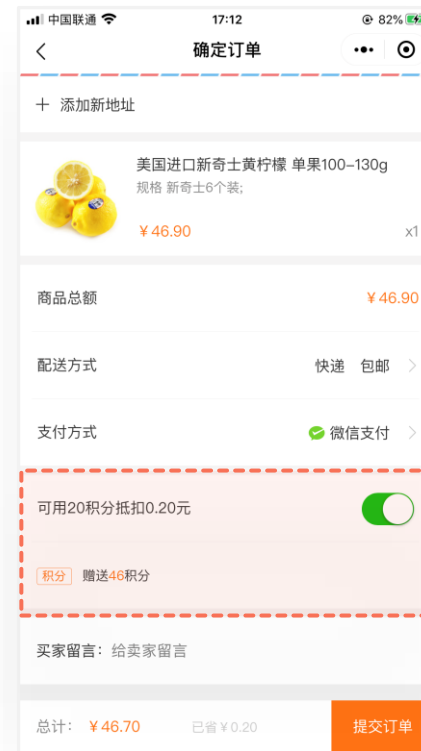 中国联通 17:12 82%
确定订单
添加新地址
美国进口新奇士黄柠檬 单果100-130g
规格 新奇士6个装;
¥46.90 x1
商品总额 ¥46.90
配送方式 快递 包邮
支付方式 微信支付
可用20积分抵扣0.20元
积分 赠送46积分
买家留言：给卖家留言
总计： ¥46.70 已省¥0.20 提交订单